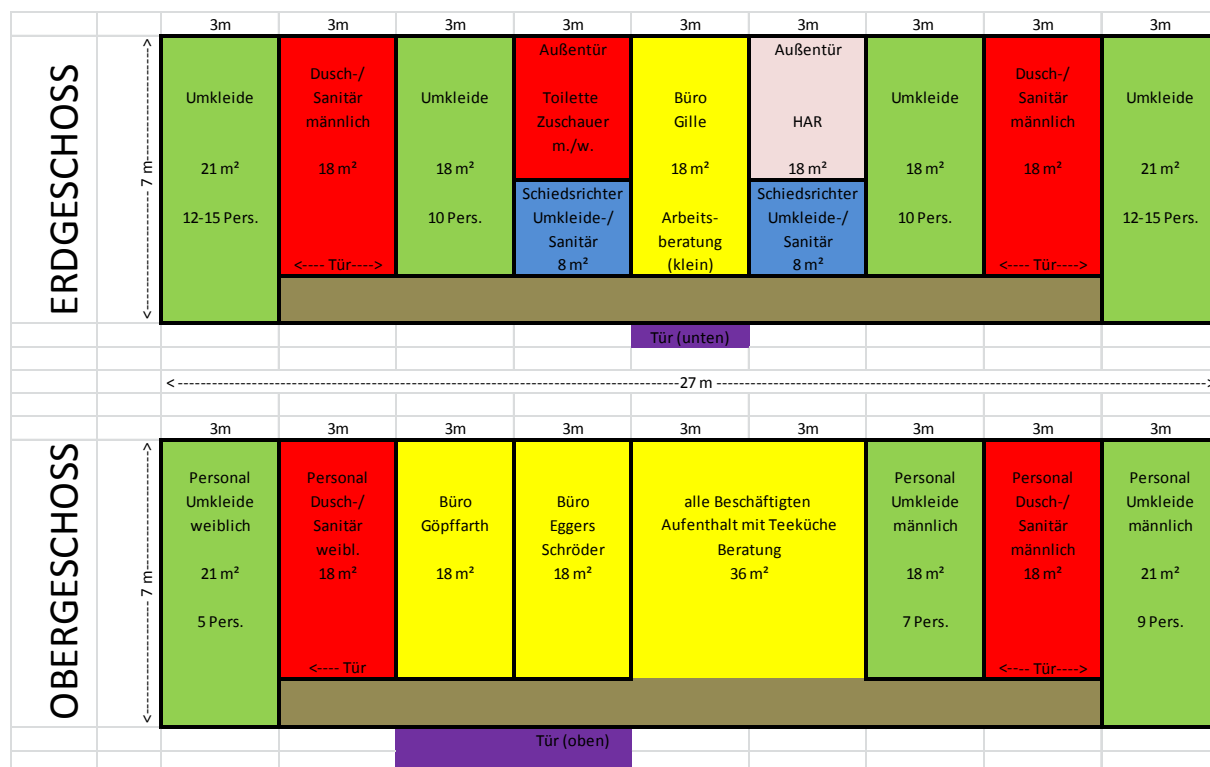 3m 3m 3m 3m 3m 3m 3m 3m 3m
ERDGESCHOSS
<-----------------7 m----------------->
Umkleide
21 m²
12-15 Pers.
Dusch-/
Sanitär
männlich
18 m²
<---- Tür---->
Umkleide
18 m²
10 Pers.
Außentür
Toilette
Zuschauer
m./w.
Schiedsrichter
Umkleide-/
Sanitär
8 m²
Büro
Gille
18 m²
Arbeits-
beratung
(klein)
Außentür
HAR
18 m²
Schiedsrichter
Umkleide-/
Sanitär
8 m²
Umkleide
18 m²
10 Pers.
Dusch-/
Sanitär
männlich
18 m²
<---- Tür---->
Umkleide
21 m²
12-15 Pers.
Tür (unten)
< ----------------------------------------27 m ---------------------------------------->
3m 3m 3m 3m 3m 3m 3m 3m 3m
OBERGESCHOSS
<-----------------7 m----------------->
Personal
Umkleide
weiblich
21 m²
5 Pers.
Personal
Dusch-/
Sanitär
weibl.
18 m²
<---- Tür
Büro
Göpffarth
18 m²
Büro
Eggers
Schröder
18 m²
alle Beschäftigten
Aufenthalt mit Teeküche
Beratung
36 m²
Personal
Umkleide
männlich
18 m²
7 Pers.
Personal
Dusch-/
Sanitär
männlich
18 m²
<---- Tür---->
Personal
Umkleide
männlich
21 m²
9 Pers.
Tür (oben)